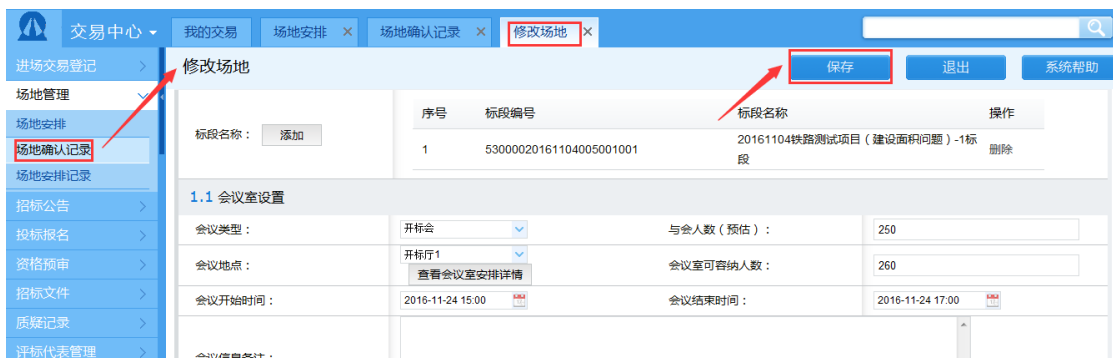 交易中心
我的交易
场地安排
场地确认记录
修改场地
进场交易登记
场地管理
场地安排
场地确认记录
场地安排记录
招标公告
投标报名
资格预审
招标文件
质疑记录
评标代表管理
修改场地
保存
退出
系统帮助
标段名称: 添加
序号 标段编号 标段名称 操作
1 53000020161104005001001 20161104铁路测试项目(建设面积问题)-1标段 删除
1.1 会议室设置
会议类型: 开标会 与会人数(预估): 250
会议地点: 开标厅1 会议室可容纳人数: 260
查看会议室安排详情
会议开始时间: 2016-11-24 15:00 会议结束时间: 2016-11-24 17:00
会议信息备注: